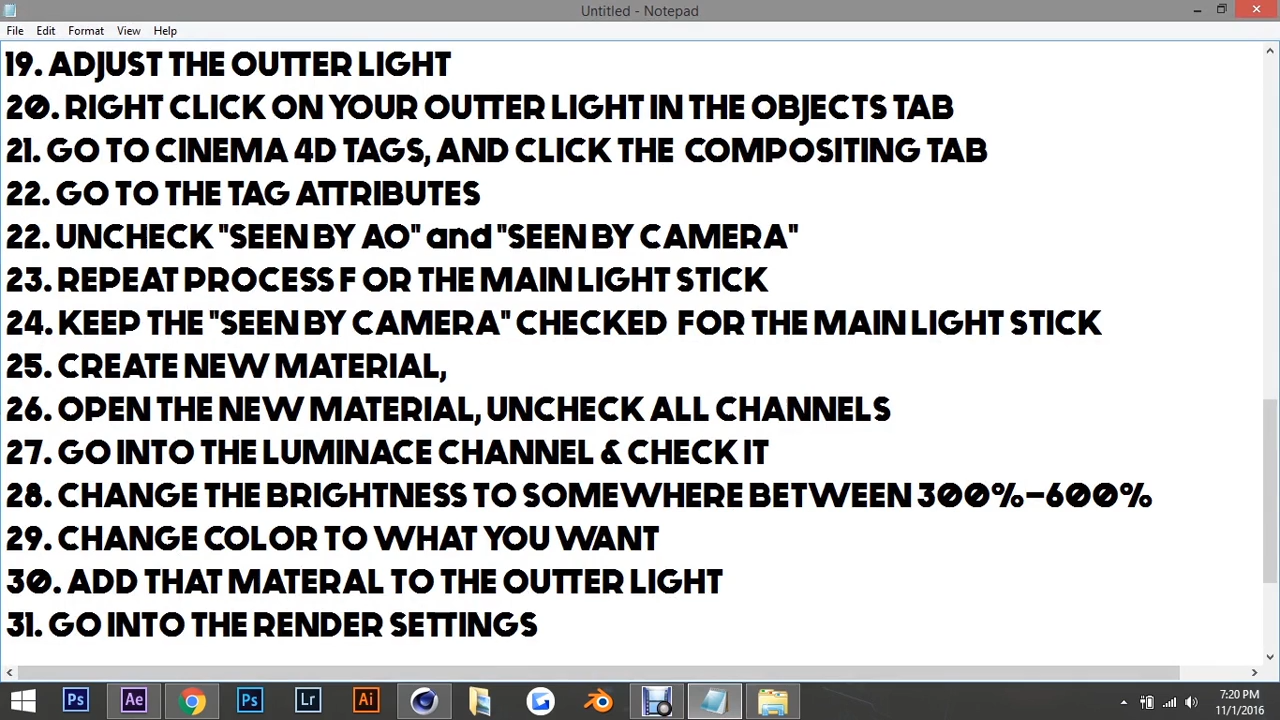 Untitled - Notepad
File Edit Format View Help
19. ADJUST THE OUTTER LIGHT
20. RIGHT CLICK ON YOUR OUTTER LIGHT IN THE OBJECTS TAB
21. GO TO CINEMA 4D TAGS, AND CLICK THE COMPOSITING TAB
22. GO TO THE TAG ATTRIBUTES
22. UNCHECK "SEEN BY AO" and "SEEN BY CAMERA"
23. REPEAT PROCESS F OR THE MAIN LIGHT STICK
24. KEEP THE "SEEN BY CAMERA" CHECKED FOR THE MAIN LIGHT STICK
25. CREATE NEW MATERIAL,
26. OPEN THE NEW MATERIAL, UNCHECK ALL CHANNELS
27. GO INTO THE LUMINACE CHANNEL & CHECK IT
28. CHANGE THE BRIGHTNESS TO SOMEWHERE BETWEEN 300%-600%
29. CHANGE COLOR TO WHAT YOU WANT
30. ADD THAT MATERAL TO THE OUTTER LIGHT
31. GO INTO THE RENDER SETTINGS
Ps Ae Ps Lr Ai
7:20 PM
11/1/2016